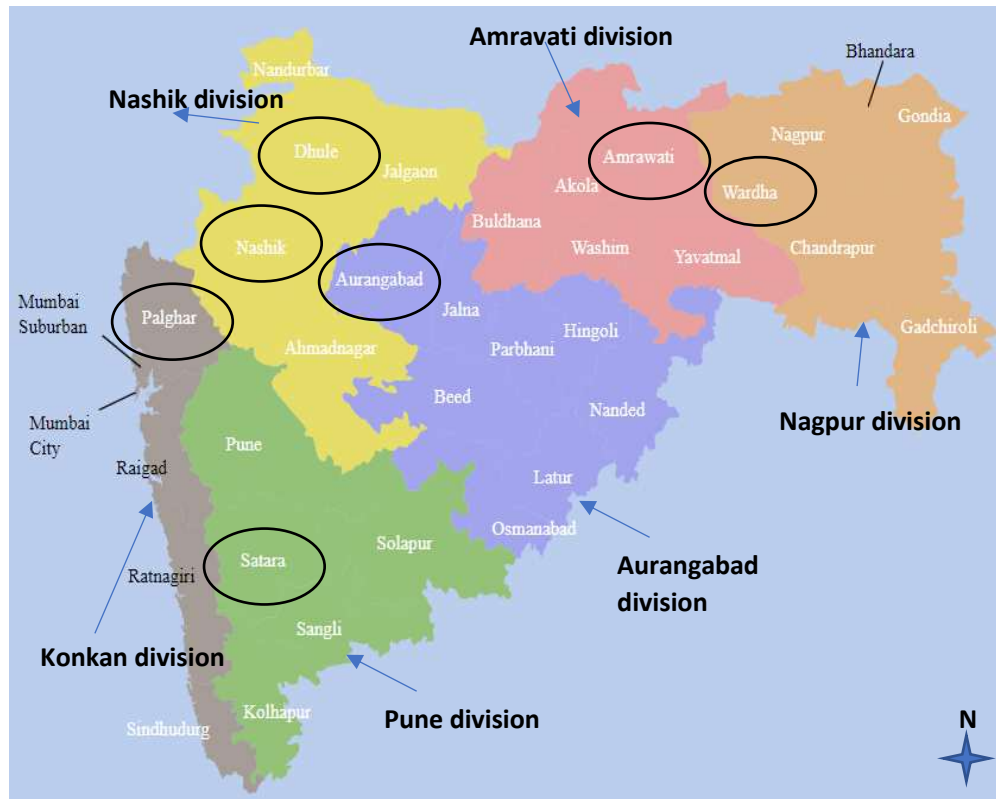 Amravati division
Bhandara
Nandurbar
Nashik division
Gondia
Nagpur
Dhule
Amrawati
Jalgaon
Akola
Wardha
Buldhana
Nashik
Washim
Yavatmal
Chandrapur
Aurangabad
Mumbai
Suburban
Palghar
Jalna
Hingoli
Gadchiroli
Ahmadnagar
Parbhani
Beed
Nanded
Mumbai
City
Nagpur division
Pune
Raigad
Latur
Osmanabad
Solapur
Satara
Aurangabad
division
Ratnagiri
Sangli
Konkan division
Kolhapur
Pune division
N
Sindhudurg